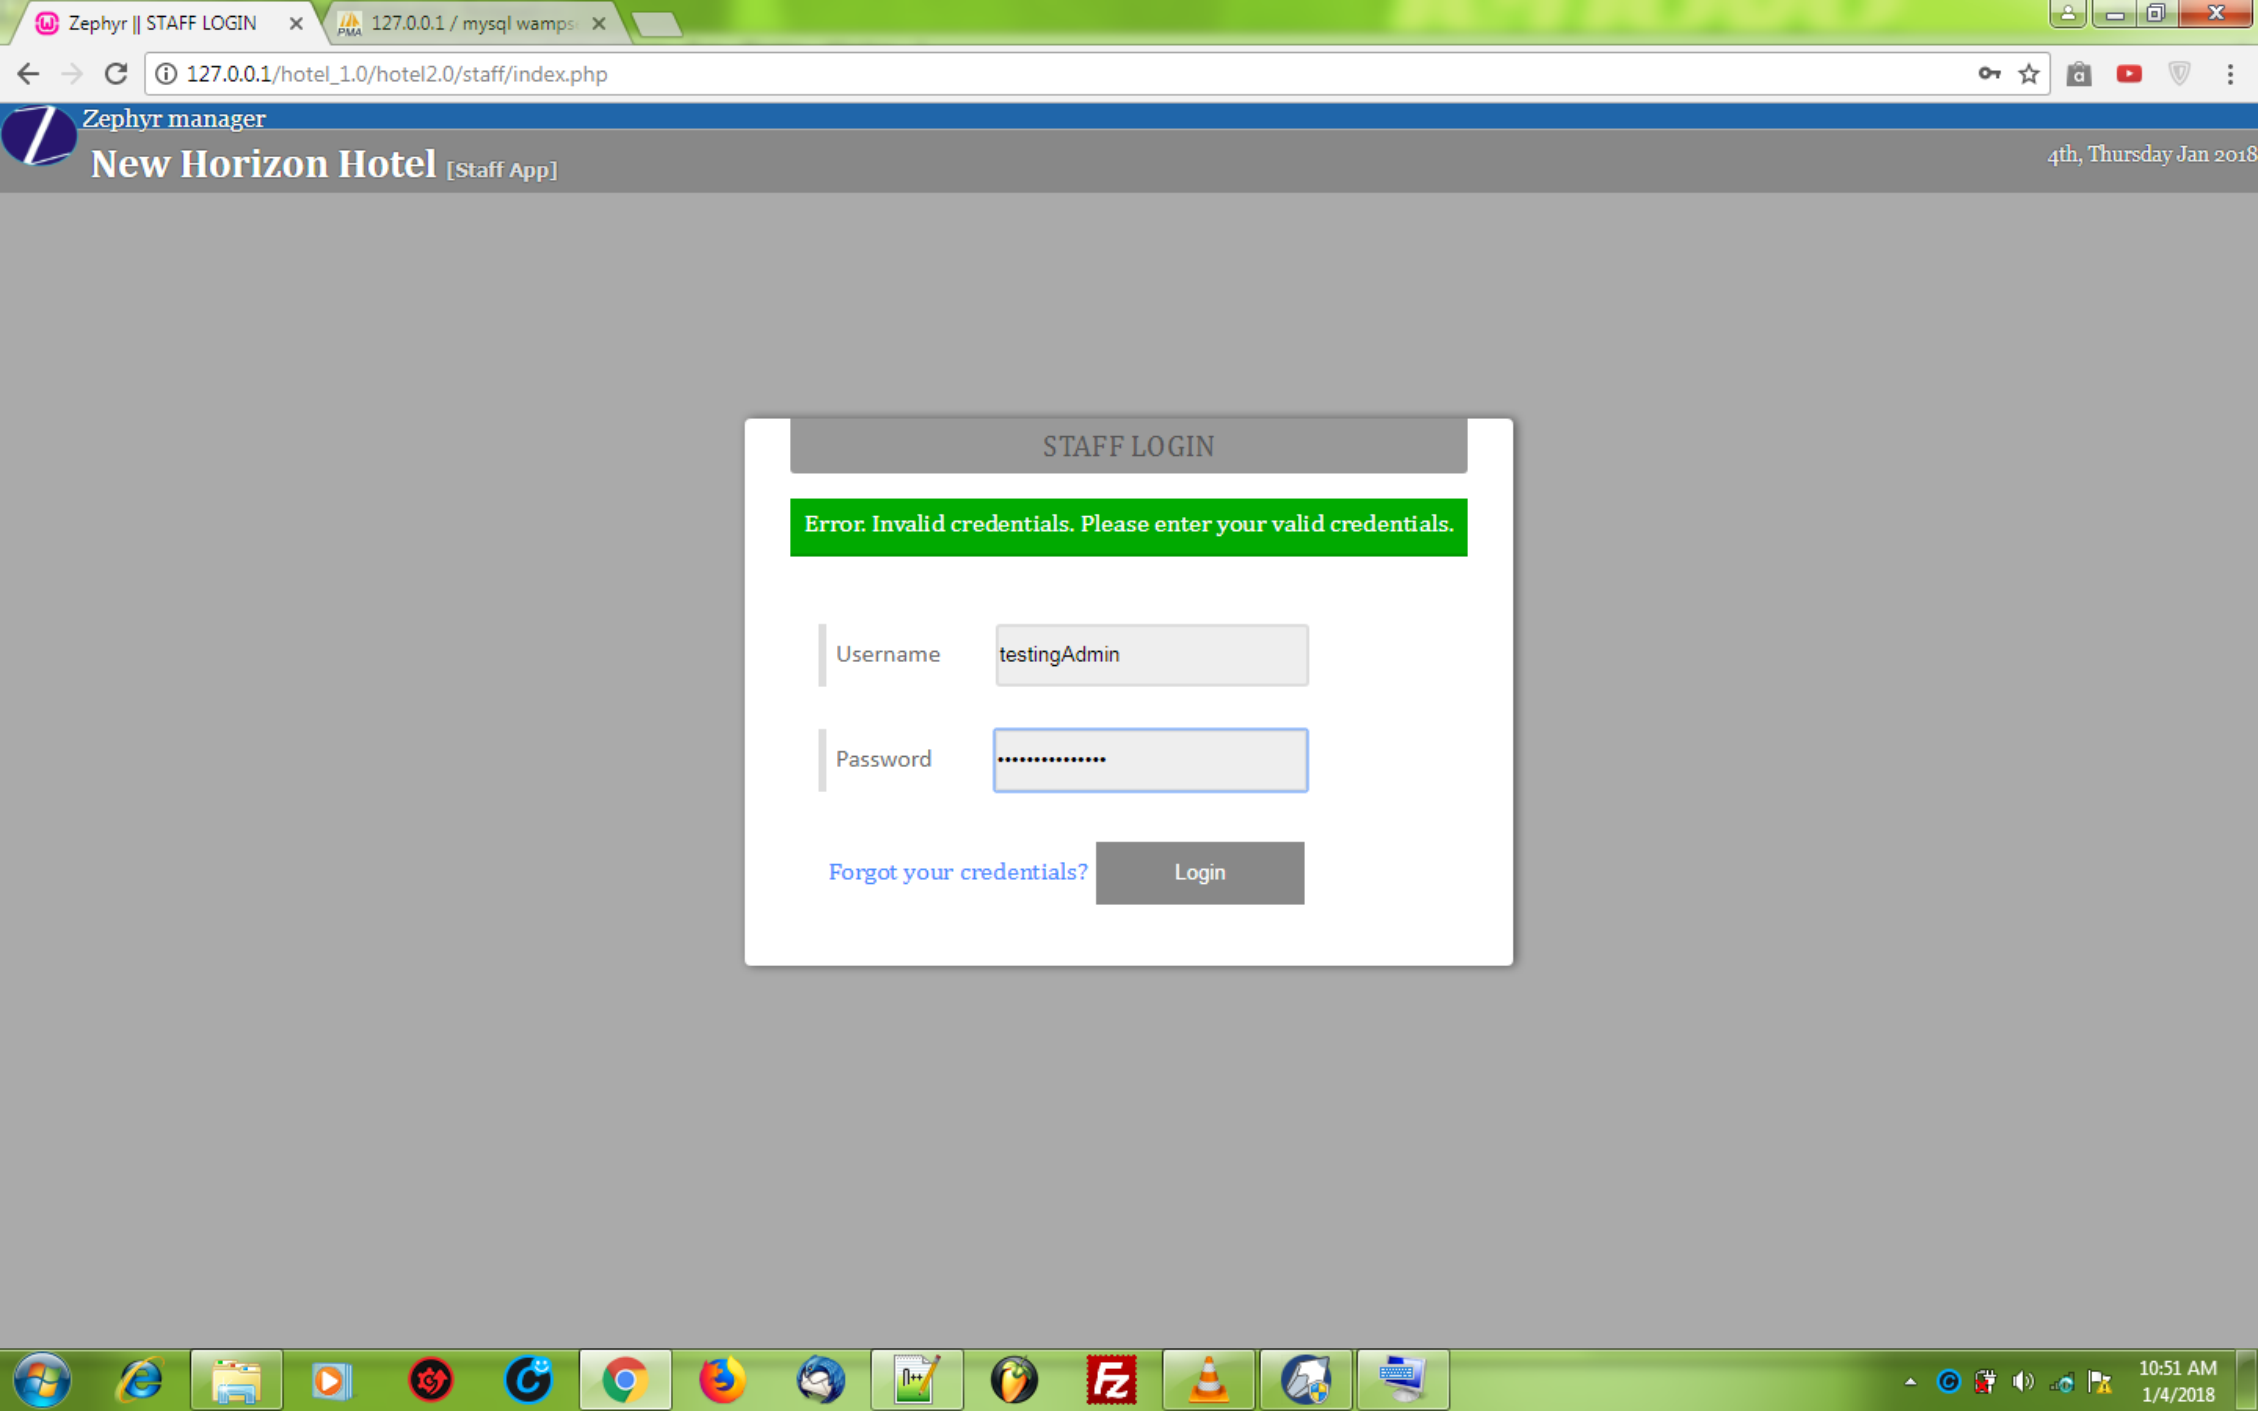 Zephyr || STAFF LOGIN
127.0.0.1 / mysql wamps
127.0.0.1/hotel_1.0/hotel2.0/staff/index.php
Zephyr manager
New Horizon Hotel [Staff App]
4th, Thursday Jan 2018
STAFF LOGIN
Error. Invalid credentials. Please enter your valid credentials.
Username
testingAdmin
Password
Forgot your credentials?
Login
10:51 AM
1/4/2018